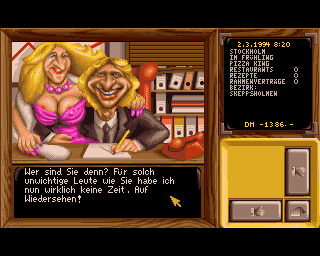 2.3.1994 8:20
STOCKHOLM
IM FRÜHLING
PIZZA KING
RESTAURANTS 0
REZEPTE 0
RAHMENVERTRÄGE 0
BEZIRK:
SKEPPSHOLMEN
DM -1386.-
Wer sind Sie denn? Für solch
unwichtige Leute wie Sie habe ich
nun wirklich keine Zeit. Auf
Wiedersehen!